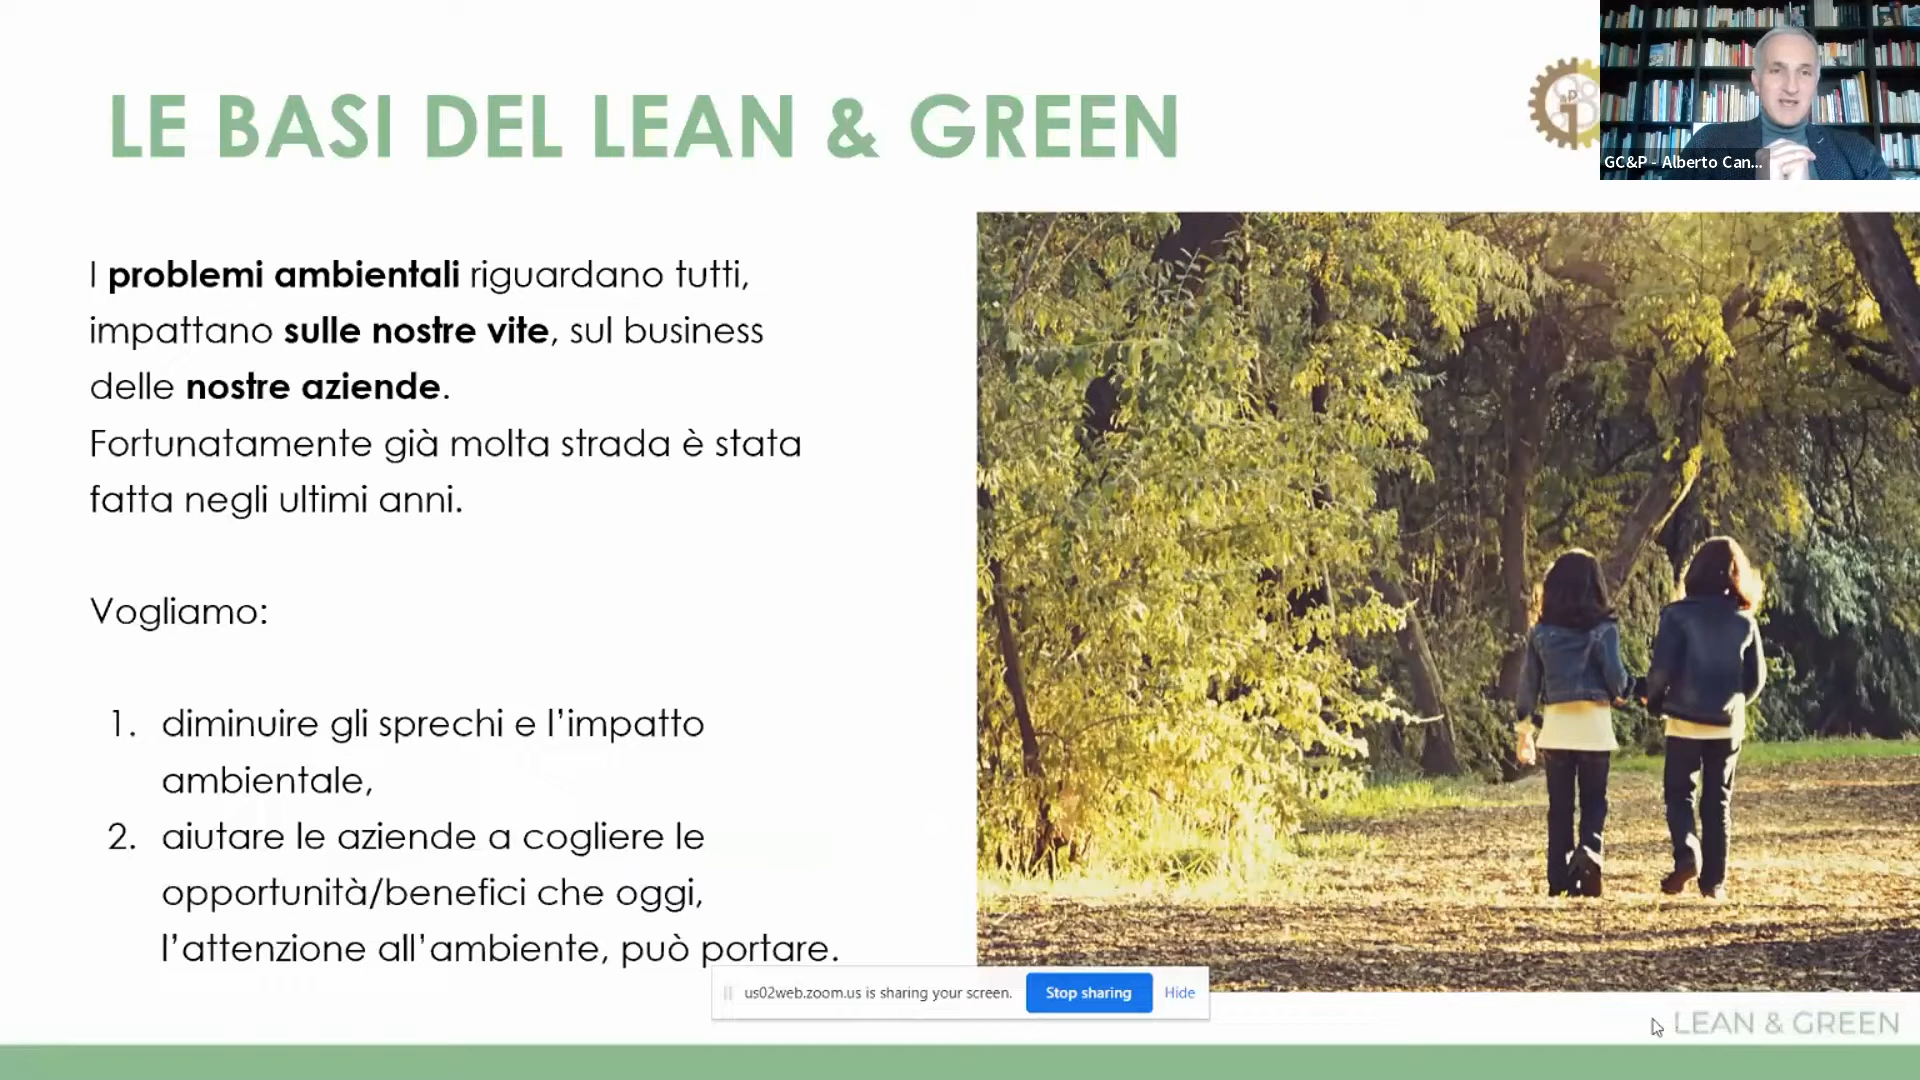 LE BASI DEL LEAN & GREEN
GC&P - Alberto Can...
I problemi ambientali riguardano tutti,
impattano sulle nostre vite, sul business
delle nostre aziende.
Fortunatamente già molta strada è stata
fatta negli ultimi anni.
Vogliamo:
1. diminuire gli sprechi e l’impatto
ambientale,
2. aiutare le aziende a cogliere le
opportunità/benefici che oggi,
l’attenzione all’ambiente, può portare.
us02web.zoom.us is sharing your screen. Stop sharing Hide
LEAN & GREEN